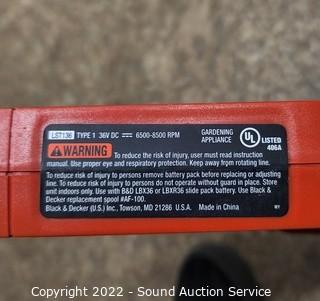 LST136 TYPE 1 36V DC 6500-8500 RPM
GARDENING
APPLIANCE
UL
LISTED
406A
WARNING To reduce the risk of injury, user must read instruction
manual. Use proper eye and respiratory protection. Keep away from rotating line.
To reduce risk of injury to persons remove battery pack before replacing or adjusting
line. To reduce risk of injury to persons do not operate without guard in place. Store
unit indoors only. Use with B&D LBX36 or LBXR36 slide pack battery. Use Black &
Decker replacement spool #AF-100.
Black & Decker (U.S.) Inc., Towson, MD 21286 U.S.A. Made in China
Copyright 2022 - Sound Auction Service